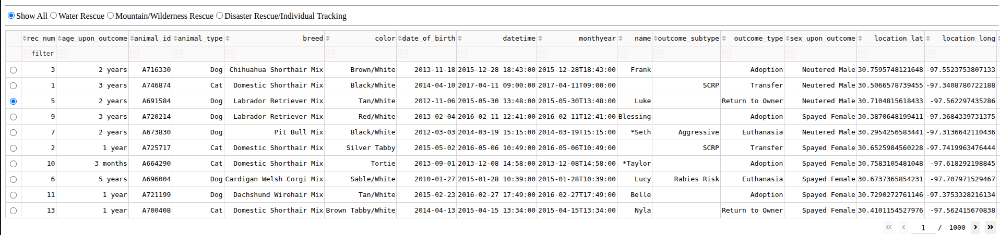 Show All Water Rescue Mountain/Wilderness Rescue Disaster Rescue/Individual Tracking
rec_num age_upon_outcome animal_id animal_type breed color date_of_birth datetime monthyear name outcome_subtype outcome_type sex_upon_outcome location_lat location_long
Aa filter Aa Aa Aa Aa Aa Aa Aa Aa Aa Aa Aa Aa Aa Aa
3 2 years A716330 Dog Chihuahua Shorthair Mix Brown/White 2013-11-18 2015-12-28 18:43:00 2015-12-28T18:43:00 Frank Adoption Neutered Male 30.7595748121648 -97.5523753807133
1 3 years A746874 Cat Domestic Shorthair Mix Black/White 2014-04-10 2017-04-11 09:00:00 2017-04-11T09:00:00 SCRP Transfer Neutered Male 30.5066578739455 -97.3408780722188
5 2 years A691584 Dog Labrador Retriever Mix Tan/White 2012-11-06 2015-05-30 13:48:00 2015-05-30T13:48:00 Luke Return to Owner Neutered Male 30.7104815618433 -97.562297435286
9 3 years A720214 Dog Labrador Retriever Mix Red/White 2013-02-04 2016-02-11 12:41:00 2016-02-11T12:41:00 Blessing Adoption Spayed Female 30.3870648199411 -97.3684339731375
7 2 years A673830 Dog Pit Bull Mix Black/White 2012-03-03 2014-03-19 15:15:00 2014-03-19T15:15:00 *Seth Aggressive Euthanasia Neutered Male 30.2954256583441 -97.3136642110436
2 1 year A725717 Cat Domestic Shorthair Mix Silver Tabby 2015-05-02 2016-05-06 10:49:00 2016-05-06T10:49:00 SCRP Transfer Spayed Female 30.6525984560228 -97.7419963476444
10 3 months A664290 Cat Domestic Shorthair Mix Tortie 2013-09-01 2013-12-08 14:58:00 2013-12-08T14:58:00 *Taylor Adoption Spayed Female 30.7583105481048 -97.618292198845
6 5 years A696004 Dog Cardigan Welsh Corgi Mix Sable/White 2010-01-27 2015-01-28 10:39:00 2015-01-28T10:39:00 Lucy Rabies Risk Euthanasia Spayed Female 30.6737365854231 -97.707971529467
11 1 year A721199 Dog Dachshund Wirehair Mix Tan/White 2015-02-23 2016-02-27 17:49:00 2016-02-27T17:49:00 Belle Adoption Spayed Female 30.7290272761146 -97.3753328216134
13 1 year A700408 Cat Domestic Shorthair Mix Brown Tabby/White 2014-04-13 2015-04-15 13:34:00 2015-04-15T13:34:00 Nyla Return to Owner Spayed Female 30.4101154527976 -97.562415670838
1 / 1000